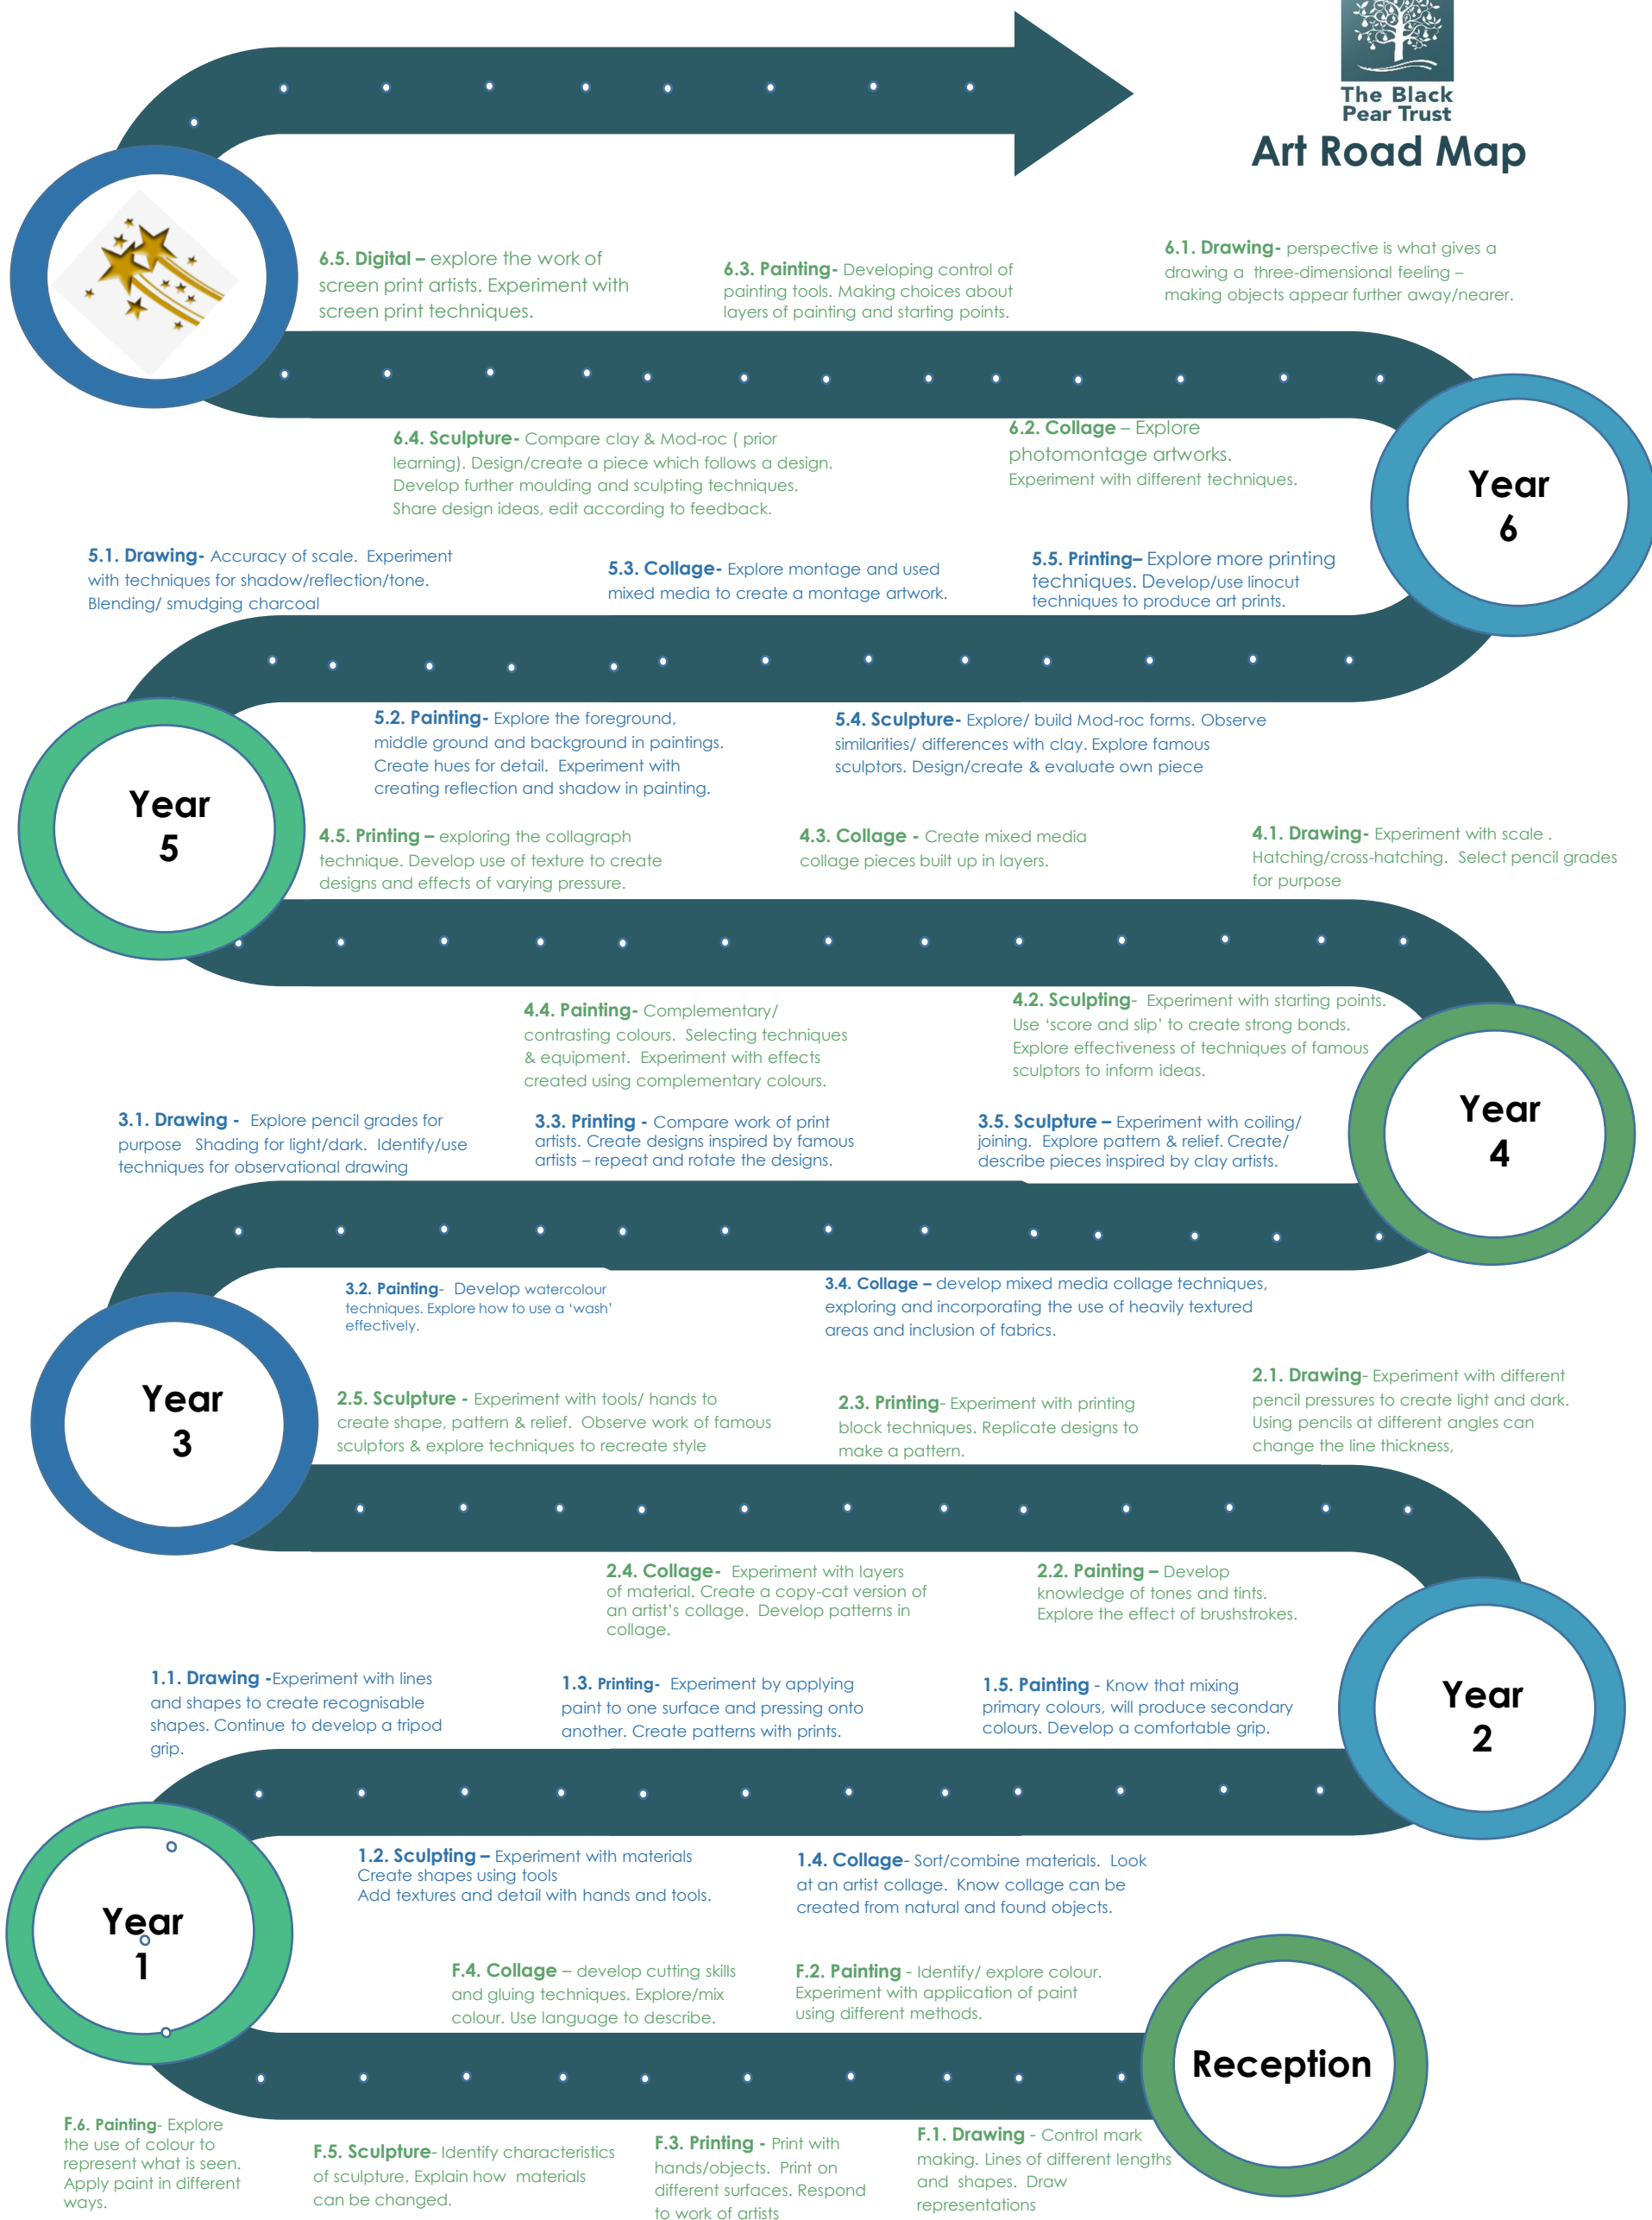 The Black
Pear Trust
Art Road Map
6.5. Digital – explore the work of
screen print artists. Experiment with
screen print techniques.
6.3. Painting- Developing control of
painting tools. Making choices about
layers of painting and starting points.
6.1. Drawing- perspective is what gives a
drawing a three-dimensional feeling –
making objects appear further away/nearer.
6.4. Sculpture- Compare clay & Mod-roc ( prior
learning). Design/create a piece which follows a design.
Develop further moulding and sculpting techniques.
Share design ideas, edit according to feedback.
6.2. Collage – Explore
photomontage artworks.
Experiment with different techniques.
Year
6
5.1. Drawing- Accuracy of scale. Experiment
with techniques for shadow/reflection/tone.
Blending/ smudging charcoal
5.3. Collage- Explore montage and used
mixed media to create a montage artwork.
5.5. Printing– Explore more printing
techniques. Develop/use linocut
techniques to produce art prints.
5.2. Painting- Explore the foreground,
middle ground and background in paintings.
Create hues for detail. Experiment with
creating reflection and shadow in painting.
5.4. Sculpture- Explore/ build Mod-roc forms. Observe
similarities/ differences with clay. Explore famous
sculptors. Design/create & evaluate own piece
Year
5
4.5. Printing – exploring the collagraph
technique. Develop use of texture to create
designs and effects of varying pressure.
4.3. Collage - Create mixed media
collage pieces built up in layers.
4.1. Drawing- Experiment with scale .
Hatching/cross-hatching. Select pencil grades
for purpose
4.4. Painting- Complementary/
contrasting colours. Selecting techniques
& equipment. Experiment with effects
created using complementary colours.
4.2. Sculpting- Experiment with starting points.
Use ‘score and slip’ to create strong bonds.
Explore effectiveness of techniques of famous
sculptors to inform ideas.
Year
4
3.1. Drawing - Explore pencil grades for
purpose Shading for light/dark. Identify/use
techniques for observational drawing
3.3. Printing - Compare work of print
artists. Create designs inspired by famous
artists – repeat and rotate the designs.
3.5. Sculpture – Experiment with coiling/
joining. Explore pattern & relief. Create/
describe pieces inspired by clay artists.
3.2. Painting- Develop watercolour
techniques. Explore how to use a ‘wash’
effectively.
3.4. Collage – develop mixed media collage techniques,
exploring and incorporating the use of heavily textured
areas and inclusion of fabrics.
Year
3
2.5. Sculpture - Experiment with tools/ hands to
create shape, pattern & relief. Observe work of famous
sculptors & explore techniques to recreate style
2.3. Printing- Experiment with printing
block techniques. Replicate designs to
make a pattern.
2.1. Drawing- Experiment with different
pencil pressures to create light and dark.
Using pencils at different angles can
change the line thickness,
2.4. Collage- Experiment with layers
of material. Create a copy-cat version of
an artist’s collage. Develop patterns in
collage.
2.2. Painting – Develop
knowledge of tones and tints.
Explore the effect of brushstrokes.
Year
2
1.1. Drawing -Experiment with lines
and shapes to create recognisable
shapes. Continue to develop a tripod
grip.
1.3. Printing- Experiment by applying
paint to one surface and pressing onto
another. Create patterns with prints.
1.5. Painting - Know that mixing
primary colours, will produce secondary
colours. Develop a comfortable grip.
1.2. Sculpting – Experiment with materials
Create shapes using tools
Add textures and detail with hands and tools.
1.4. Collage- Sort/combine materials. Look
at an artist collage. Know collage can be
created from natural and found objects.
Year
1
F.4. Collage – develop cutting skills
and gluing techniques. Explore/mix
colour. Use language to describe.
F.2. Painting - Identify/ explore colour.
Experiment with application of paint
using different methods.
Reception
F.6. Painting- Explore
the use of colour to
represent what is seen.
Apply paint in different
ways.
F.5. Sculpture- Identify characteristics
of sculpture. Explain how materials
can be changed.
F.3. Printing - Print with
hands/objects. Print on
different surfaces. Respond
to work of artists
F.1. Drawing - Control mark
making. Lines of different lengths
and shapes. Draw
representations